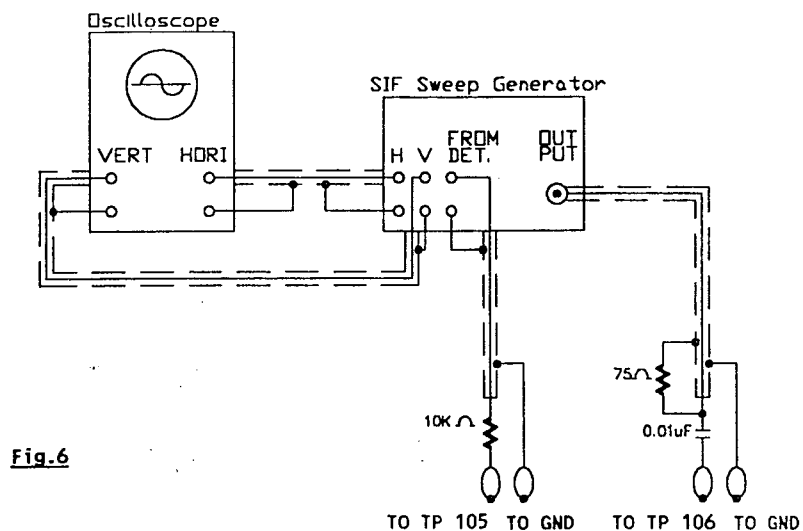 Oscilloscope
SIF Sweep Generator
VERT HORI
H V FROM DET.
OUT PUT
75Ω
10K Ω
0.01uF
Fig.6
TO TP 105 TO GND TO TP 106 TO GND